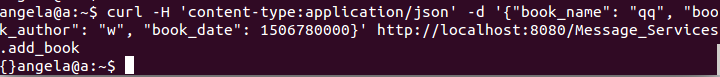 angela@a:~$ curl -H 'content-type:application/json' -d '{"book_name": "qq", "boo
k_author": "w", "book_date": 1506780000}' http://localhost:8080/Message_Services
.add_book
{}angela@a:~$